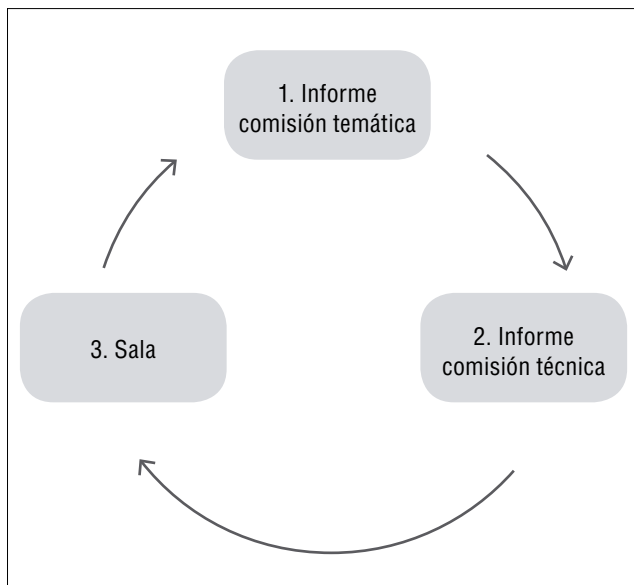 1. Informe
comisión temática
2. Informe
comisión técnica
3. Sala